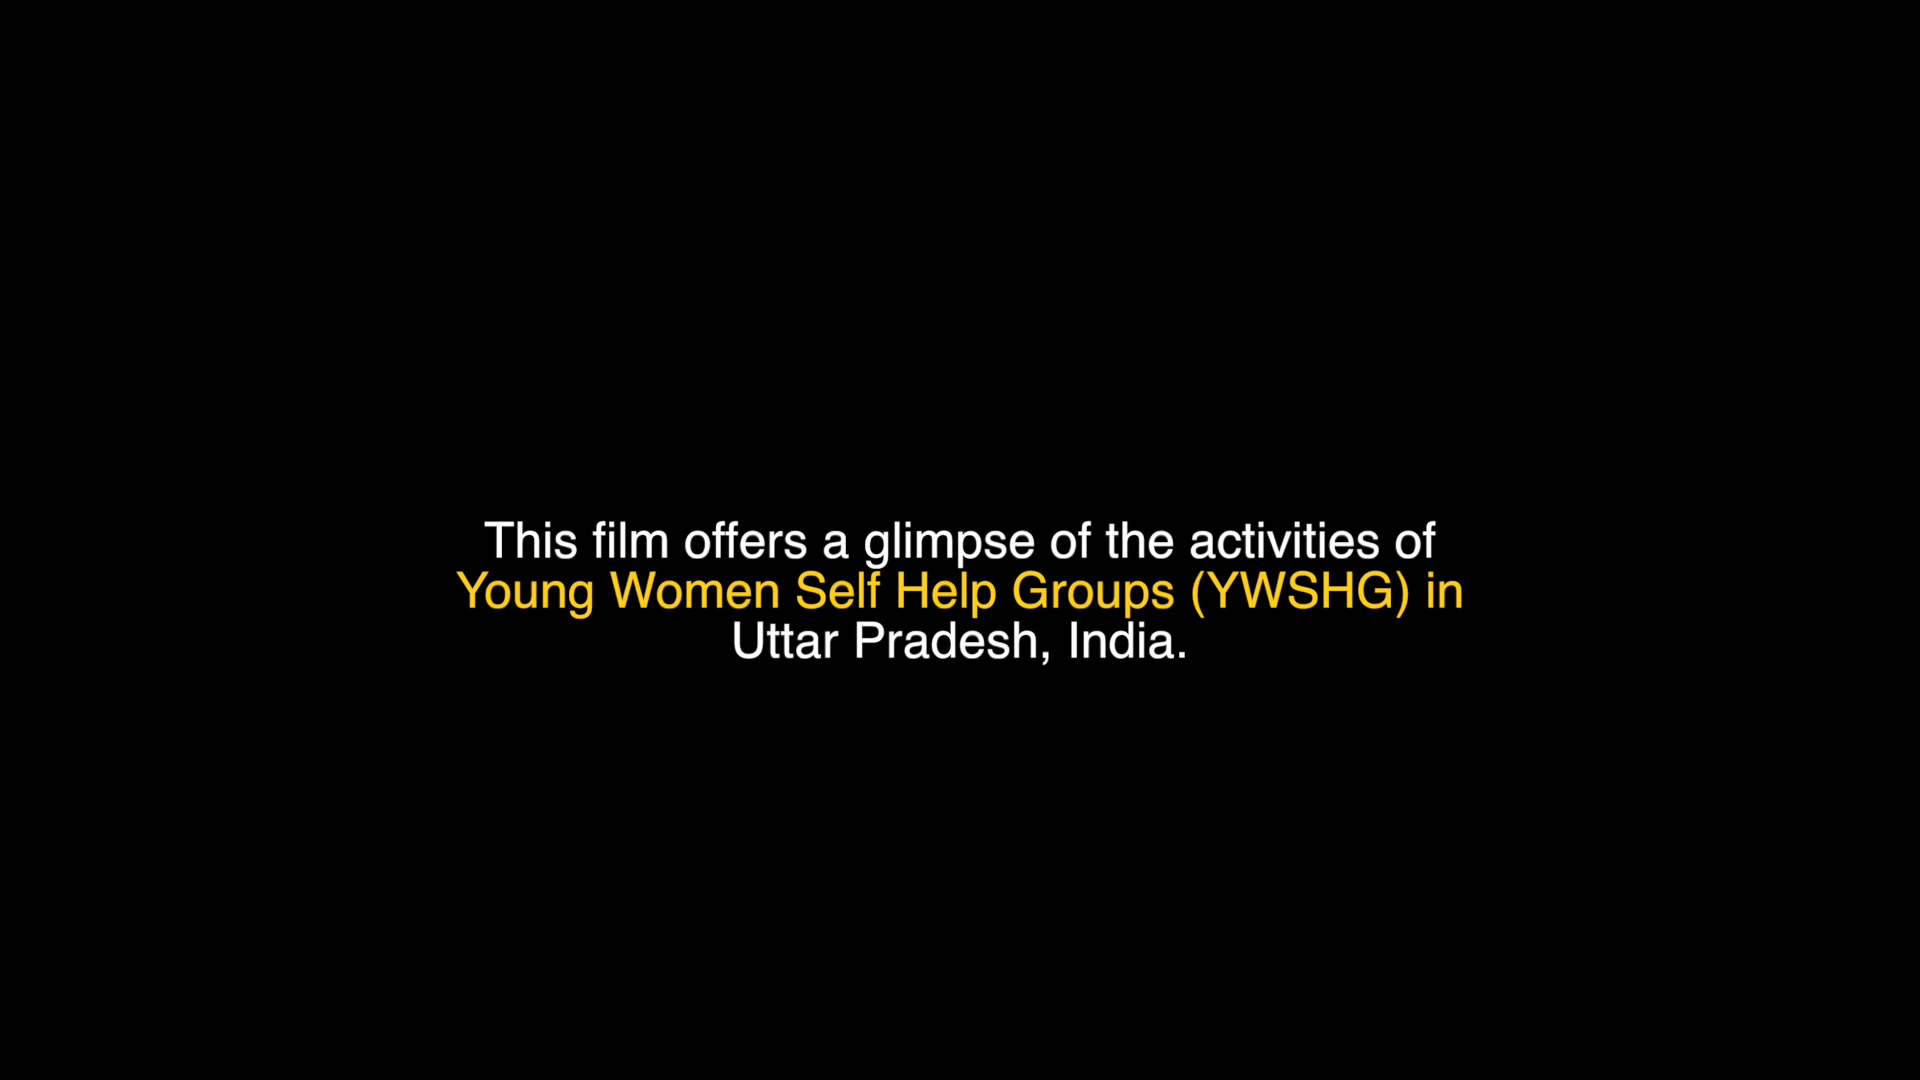 This film offers a glimpse of the activities of
Young Women Self Help Groups (YWSHG) in
Uttar Pradesh, India.